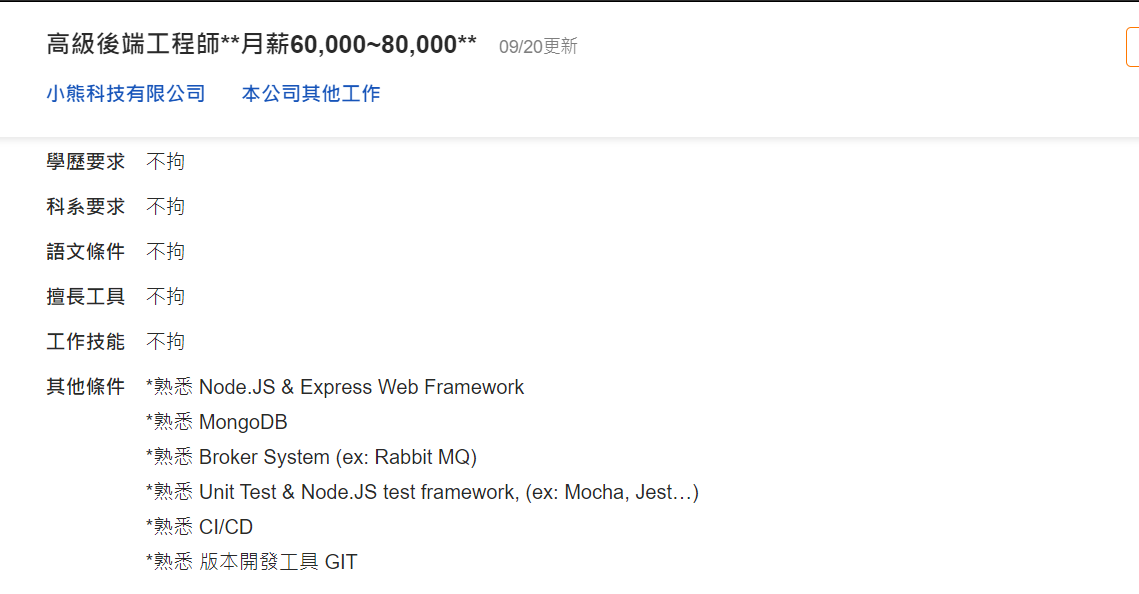 高級後端工程師**月薪60,000~80,000** 09/20更新
小熊科技有限公司 本公司其他工作
學歷要求 不拘
科系要求 不拘
語文條件 不拘
擅長工具 不拘
工作技能 不拘
其他條件 *熟悉 Node.JS & Express Web Framework
*熟悉 MongoDB
*熟悉 Broker System (ex: Rabbit MQ)
*熟悉 Unit Test & Node.JS test framework, (ex: Mocha, Jest…)
*熟悉 CI/CD
*熟悉 版本開發工具 GIT